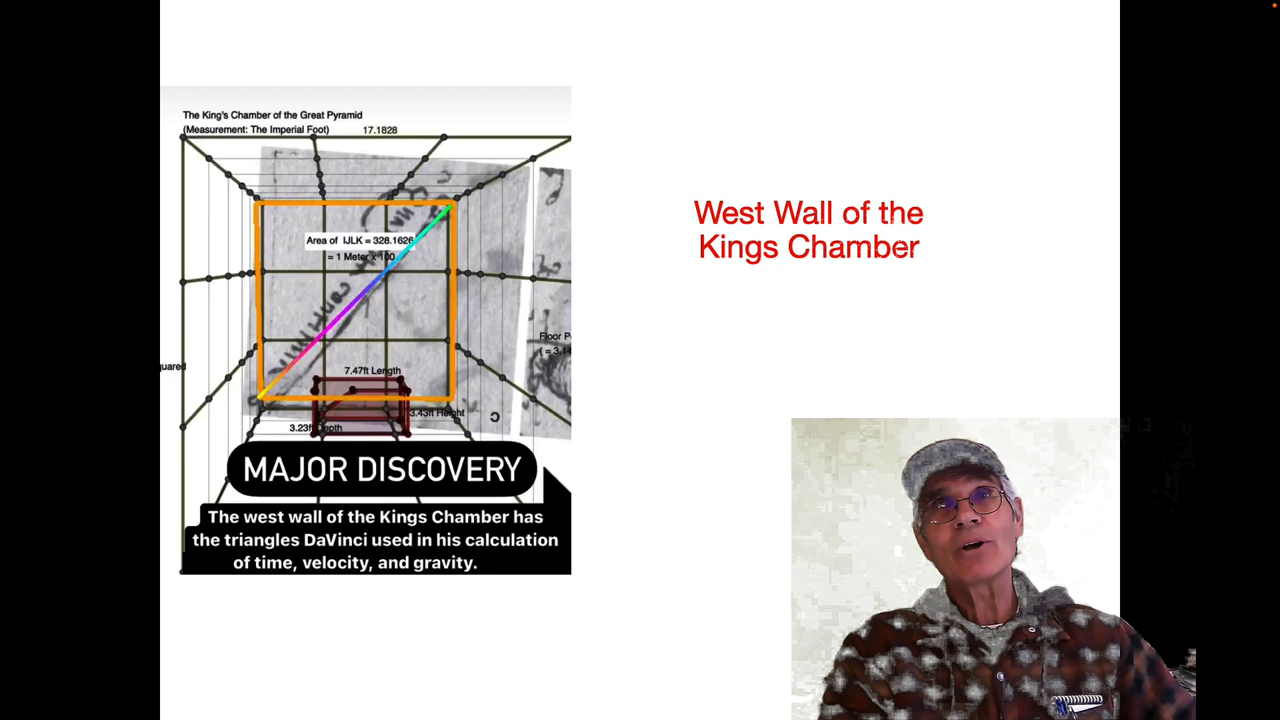 The King's Chamber of the Great Pyramid
(Measurement: The Imperial Foot) 17.1828
West Wall of the
Kings Chamber
Area of IJLK = 328.1626
= 1 Meter x 100
Floor
uared
7.47ft Length
3.43ft Height
3.23ft Depth
MAJOR DISCOVERY
The west wall of the Kings Chamber has
the triangles DaVinci used in his calculation
of time, velocity, and gravity.